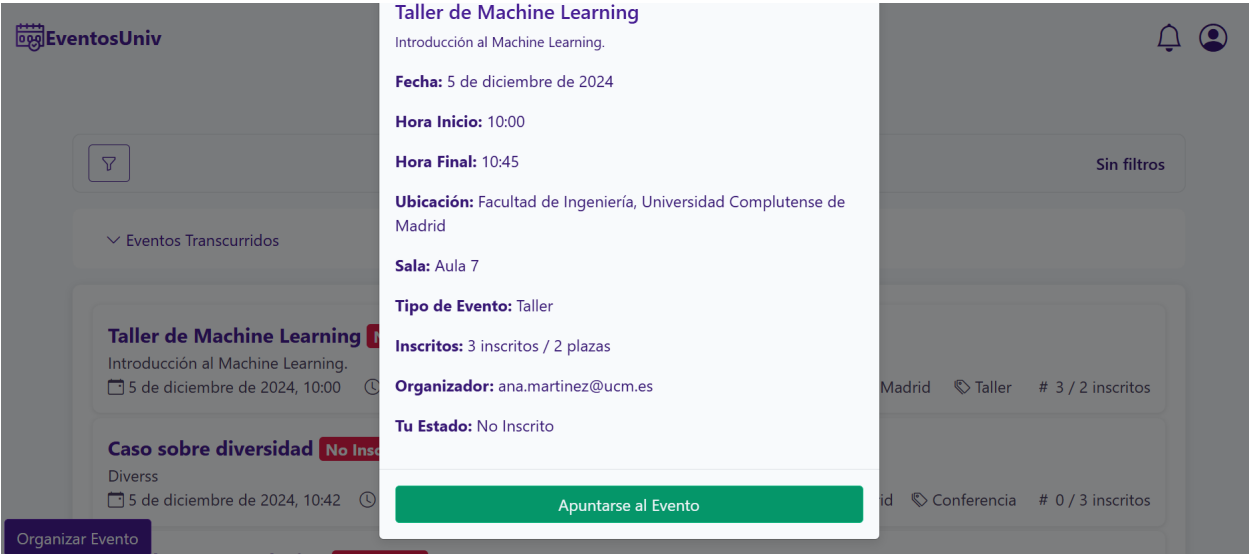 Taller de Machine Learning
EventosUniv
Introducción al Machine Learning.
Fecha: 5 de diciembre de 2024
Hora Inicio: 10:00
Hora Final: 10:45
Sin filtros
Ubicación: Facultad de Ingeniería, Universidad Complutense de
Madrid
Eventos Transcurridos
Sala: Aula 7
Tipo de Evento: Taller
Inscritos: 3 inscritos / 2 plazas
Organizador: ana.martinez@ucm.es
Tu Estado: No Inscrito
Apuntarse al Evento
Taller de Machine Learning
Introducción al Machine Learning.
5 de diciembre de 2024, 10:00 Madrid Taller # 3 / 2 inscritos
Caso sobre diversidad No Insc
Diverss
5 de diciembre de 2024, 10:42 Conferencia # 0 / 3 inscritos
Organizar Evento